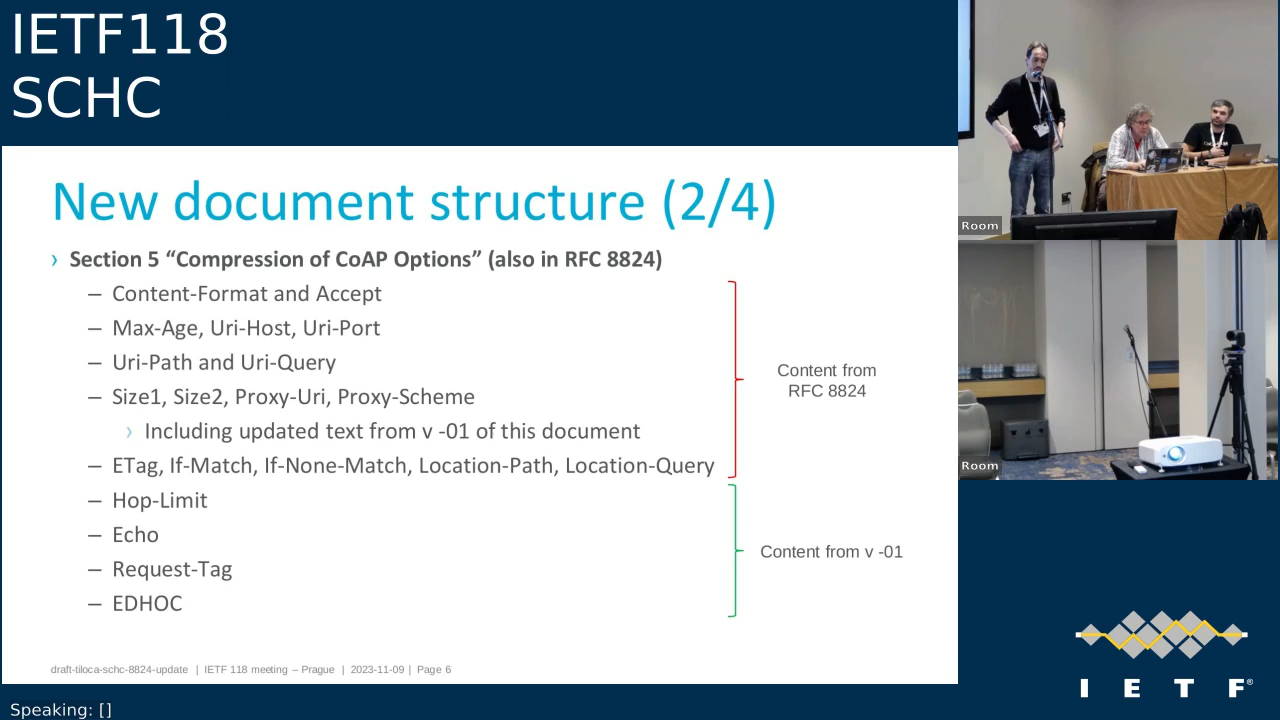 IETF118
SCHC
New document structure (2/4)
› Section 5 “Compression of CoAP Options” (also in RFC 8824)
– Content-Format and Accept
– Max-Age, Uri-Host, Uri-Port
– Uri-Path and Uri-Query
– Size1, Size2, Proxy-Uri, Proxy-Scheme
› Including updated text from v -01 of this document
– ETag, If-Match, If-None-Match, Location-Path, Location-Query
– Hop-Limit
– Echo
– Request-Tag
– EDHOC
Content from
RFC 8824
Content from v -01
draft-tiloca-schc-8824-update | IETF 118 meeting – Prague | 2023-11-09 | Page 6
Room
Room
I E T F®
Speaking: []